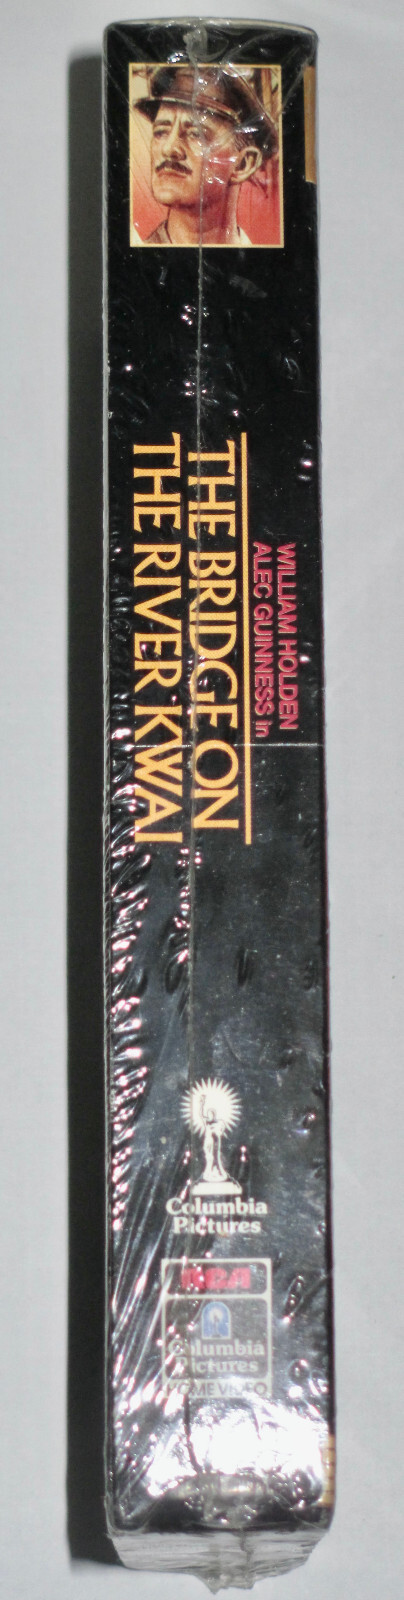 WILLIAM HOLDEN
ALEC GUINNESS in
THE BRIDGE ON
THE RIVER KWAI
Columbia
Pictures
RCA
Columbia
Pictures
HOME VIDEO